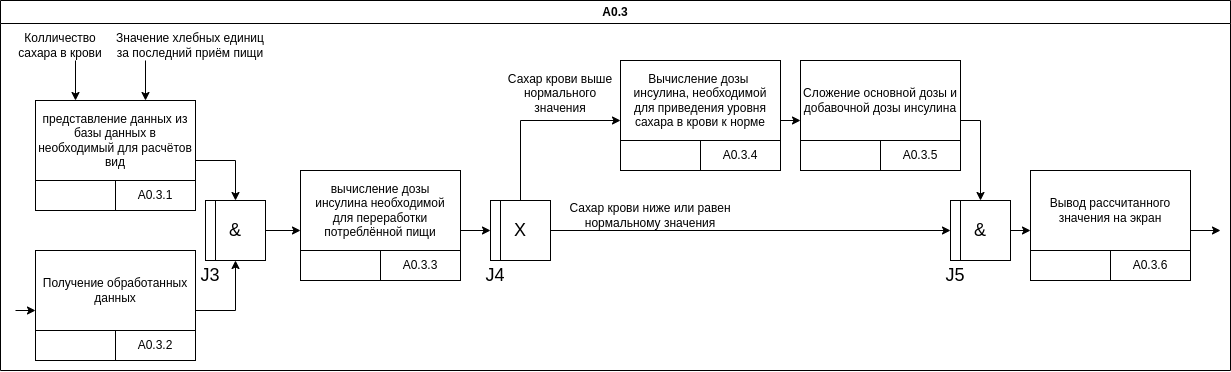 A0.3
Колличество
сахара в крови
Значение хлебных единиц
за последний приём пищи
представление данных из
базы данных в
необходимый для расчётов
вид
A0.3.1
Получение обработанных
данных
A0.3.2
&
J3
вычисление дозы
инсулина необходимой
для переработки
потреблённой пищи
A0.3.3
X
J4
Сахар крови выше
нормального
значения
Сахар крови ниже или равен
нормальному значения
Вычисление дозы
инсулина, необходимой
для приведения уровня
сахара в крови к норме
A0.3.4
Сложение основной дозы и
добавочной дозы инсулина
A0.3.5
&
J5
Вывод рассчитанного
значения на экран
A0.3.6